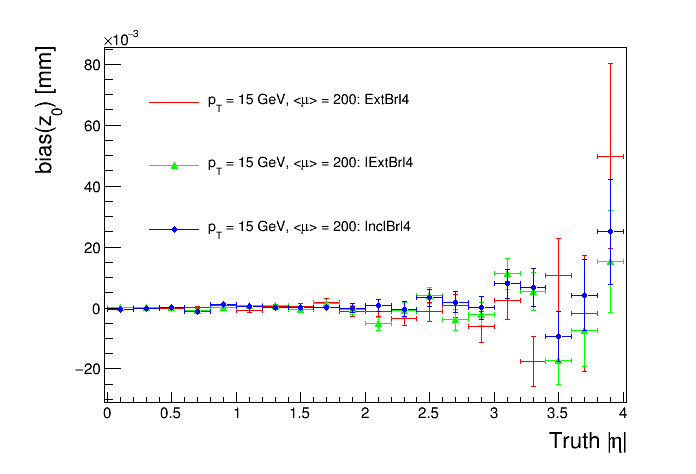 ×10⁻³
bias(z₀) [mm]
80
60
40
20
0
−20
p_T = 15 GeV, <μ> = 200: ExtBrl4
p_T = 15 GeV, <μ> = 200: IExtBrl4
p_T = 15 GeV, <μ> = 200: InclBrl4
0 0.5 1 1.5 2 2.5 3 3.5 4
Truth |η|